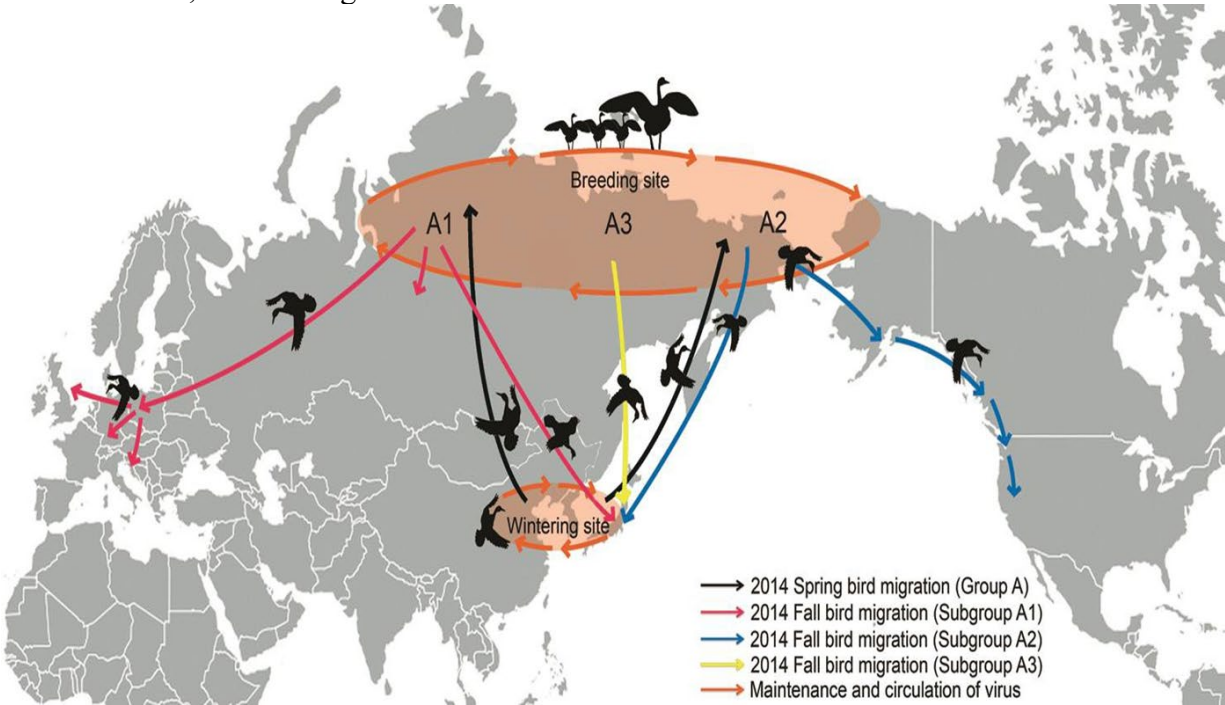 Breeding site
A1
A3
A2
Wintering site
2014 Spring bird migration (Group A)
2014 Fall bird migration (Subgroup A1)
2014 Fall bird migration (Subgroup A2)
2014 Fall bird migration (Subgroup A3)
Maintenance and circulation of virus